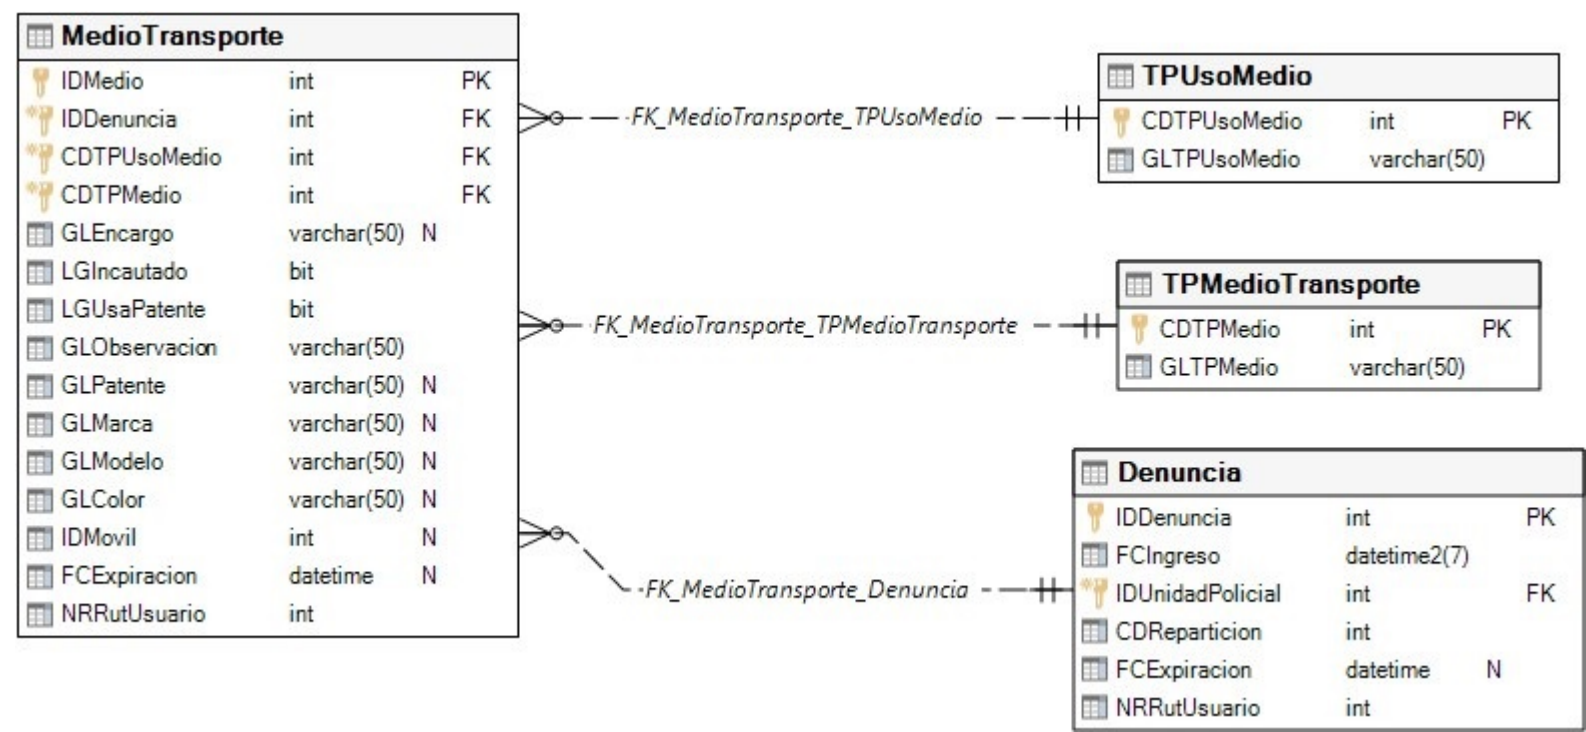 MedioTransporte
IDMedio int PK
IDDenuncia int FK
CDTPUsoMedio int FK
CDTPMedio int FK
GLEncargo varchar(50) N
LGIncautado bit
LGUsaPatente bit
GLObservacion varchar(50)
GLPatente varchar(50) N
GLMarca varchar(50) N
GLModelo varchar(50) N
GLColor varchar(50) N
IDMovil int N
FCExpiracion datetime N
NRRutUsuario int
FK_MedioTransporte_TPUsoMedio
TPUsoMedio
CDTPUsoMedio int PK
GLTPUsoMedio varchar(50)
FK_MedioTransporte_TPMedioTransporte
TPMedioTransporte
CDTPMedio int PK
GLTPMedio varchar(50)
FK_MedioTransporte_Denuncia
Denuncia
IDDenuncia int PK
FCIngreso datetime2(7)
IDUnidadPolicial int FK
CDReparticion int
FCExpiracion datetime N
NRRutUsuario int